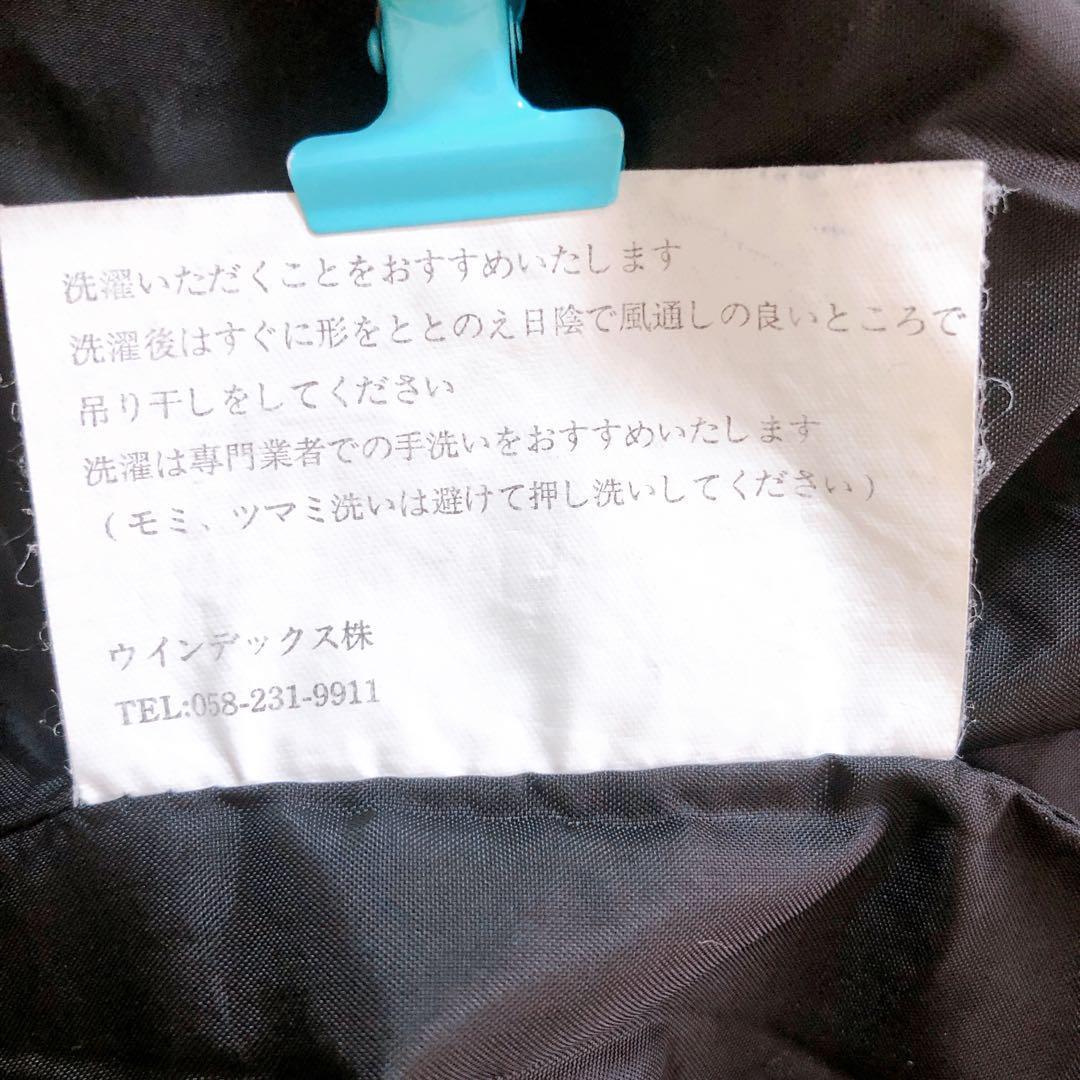 洗濯いただくことをおすすめいたします
洗濯後はすぐに形をととのえ日陰で風通しの良いところで
吊り干しをしてください
洗濯は専門業者での手洗いをおすすめいたします
(モミ、ツマミ洗いは避けて押し洗いしてください)
ウインデックス株
TEL:058-231-9911